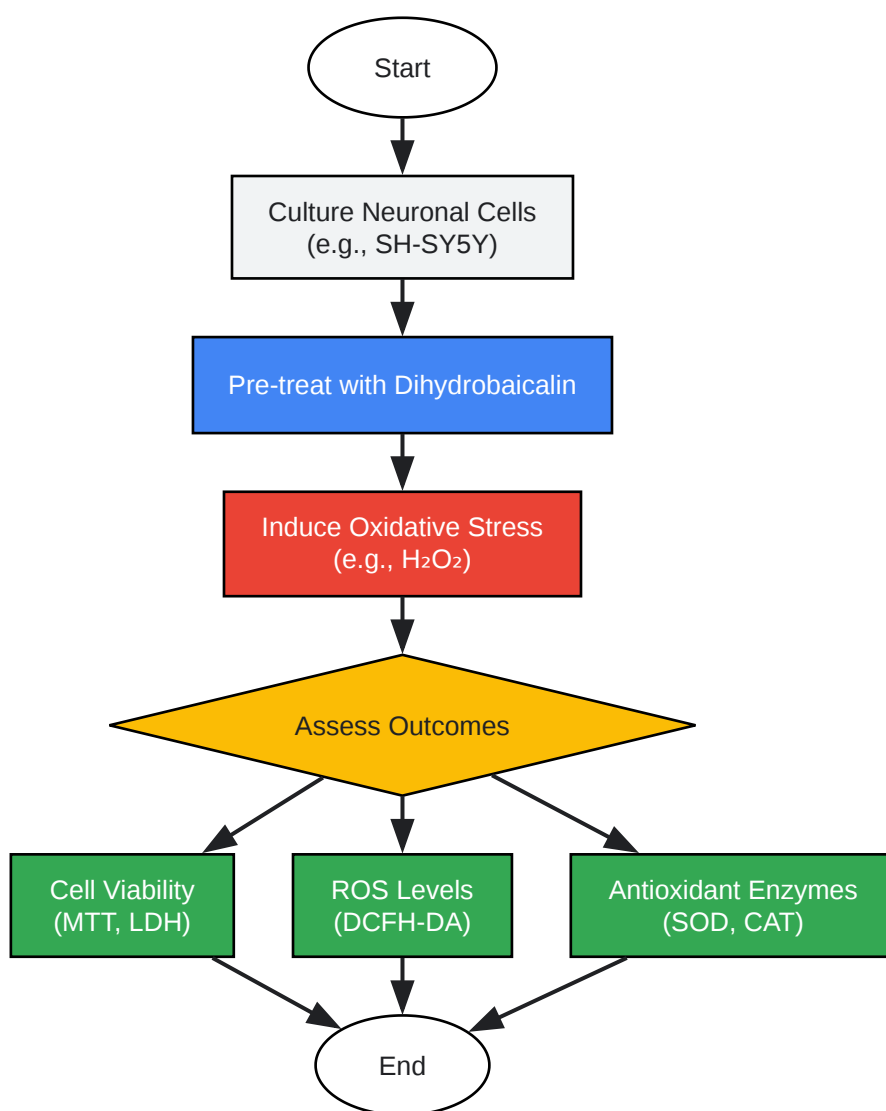 Start
Culture Neuronal Cells
(e.g., SH-SY5Y)
Pre-treat with Dihydrobaicalin
Induce Oxidative Stress
(e.g., H₂O₂)
Assess Outcomes
Cell Viability
(MTT, LDH)
ROS Levels
(DCFH-DA)
Antioxidant Enzymes
(SOD, CAT)
End